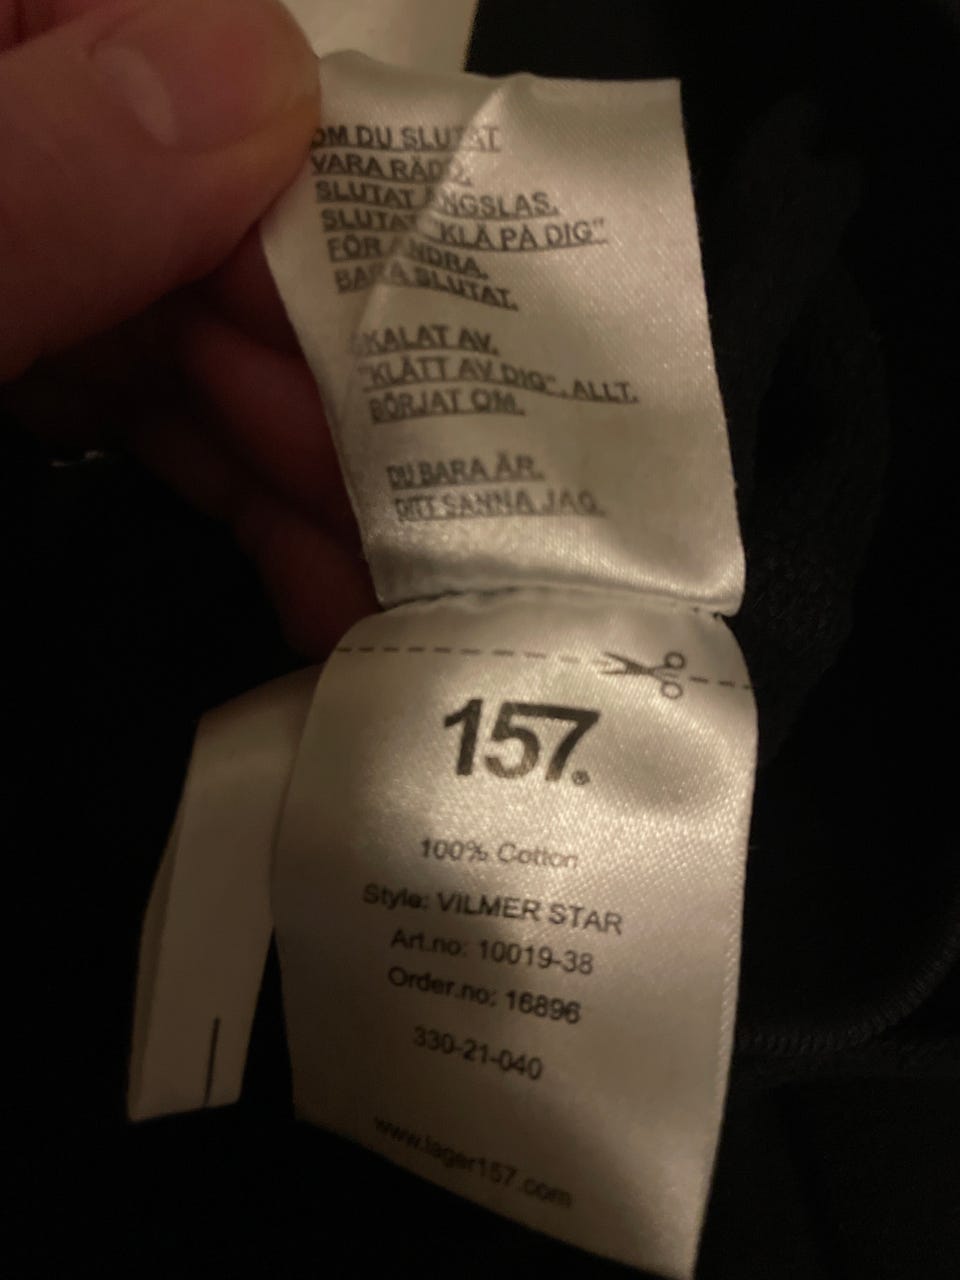 OM DU SLUTAT
VARA RÄDD.
SLUTAT ÄNGSLAS.
SLUTAT "KLÄ PÅ DIG"
FÖR ANDRA.
BARA SLUTAT.
SKALAT AV.
"KLÄTT AV DIG". ALLT.
BÖRJAT OM.
DU BARA ÄR.
DITT SANNA JAG.
157®
100% Cotton
Style: VILMER STAR
Art.no: 10019-38
Order.no: 16896
330-21-040
www.lager157.com